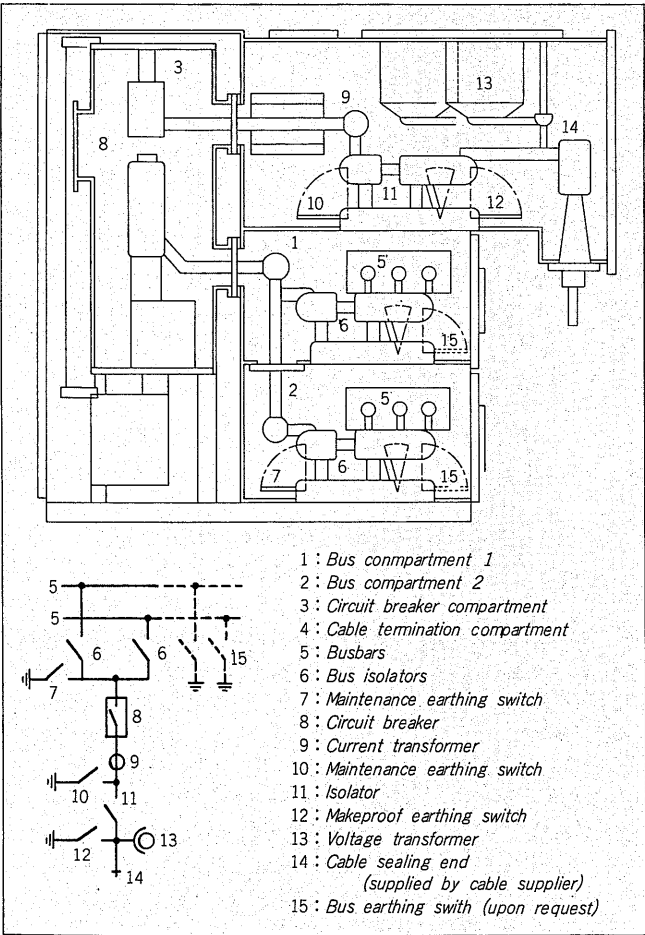 3
9
13
8
14
10
11
12
1
5'
6
15
2
5
6
7
15
5
5
6
6
15
7
8
9
10
11
12
13
14
1 : Bus conmpartment 1
2 : Bus compartment 2
3 : Circuit breaker compartment
4 : Cable termination compartment
5 : Busbars
6 : Bus isolators
7 : Maintenance earthing switch
8 : Circuit breaker
9 : Current transformer
10 : Maintenance earthing switch
11 : Isolator
12 : Makeproof earthing switch
13 : Voltage transformer
14 : Cable sealing end
(supplied by cable supplier)
15 : Bus earthing swith (upon request)